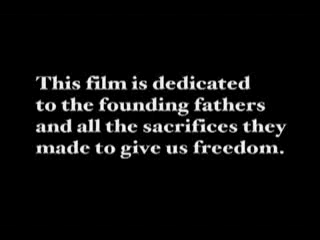 This film is dedicated
to the founding fathers
and all the sacrifices they
made to give us freedom.